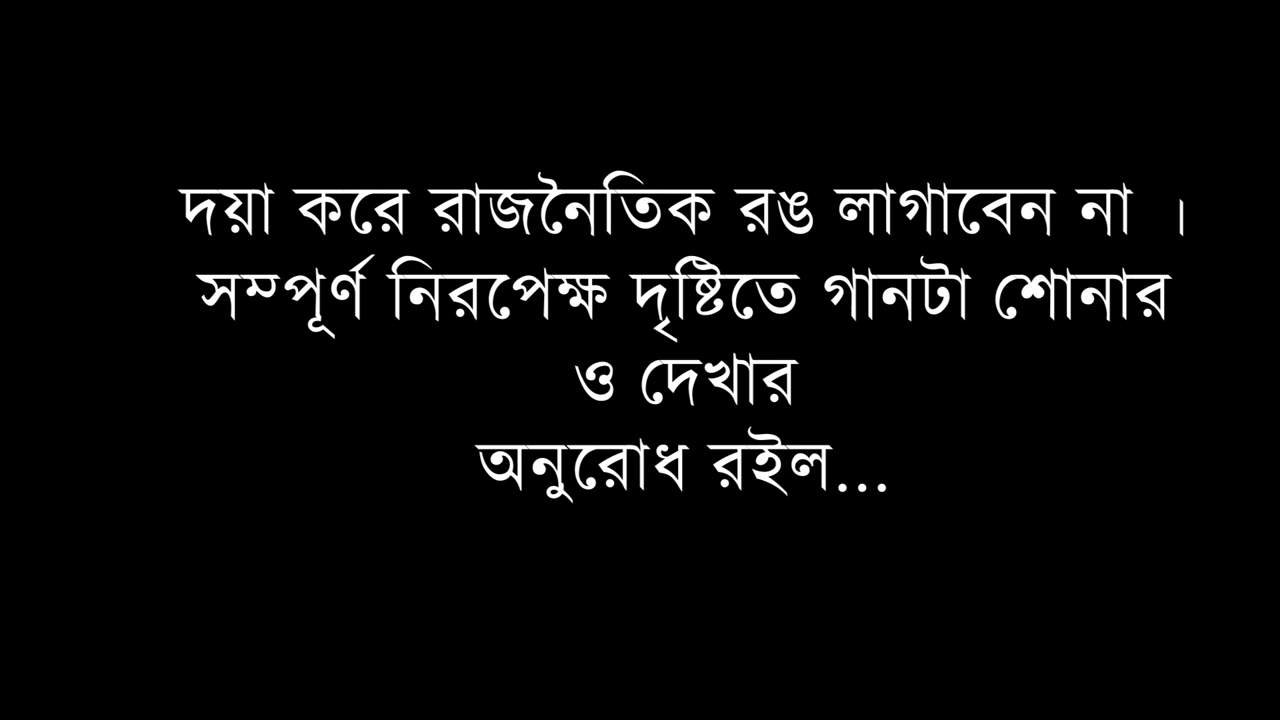 দয়া করে রাজনৈতিক রঙ লাগাবেন না ।
সম্পূর্ণ নিরপেক্ষ দৃষ্টিতে গানটা শোনার
ও দেখার
অনুরোধ রইল...